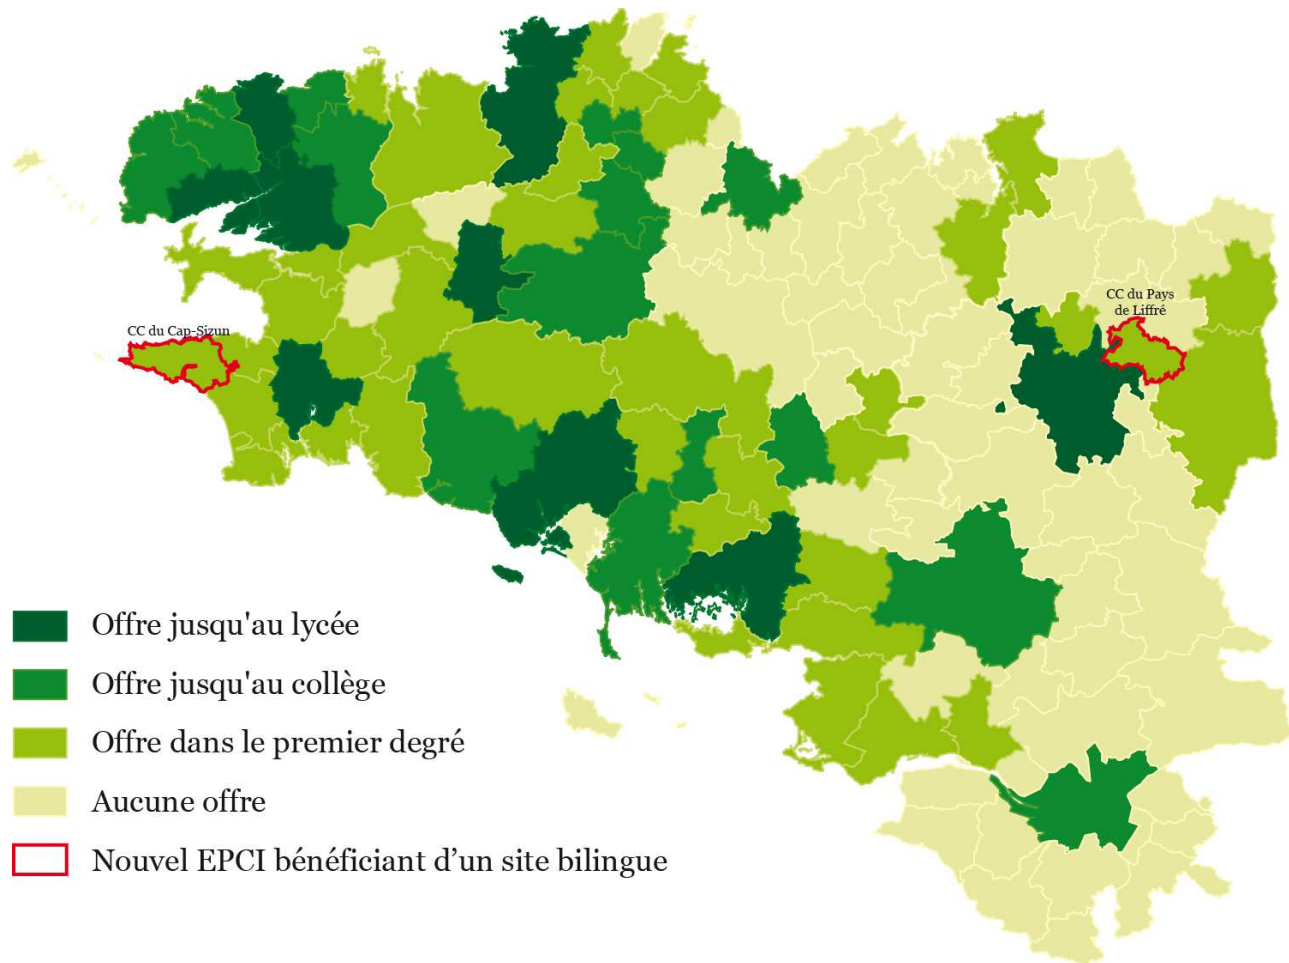 CC du Pays
de Liffré
CC du Cap-Sizun
Offre jusqu'au lycée
Offre jusqu'au collège
Offre dans le premier degré
Aucune offre
Nouvel EPCI bénéficiant d’un site bilingue